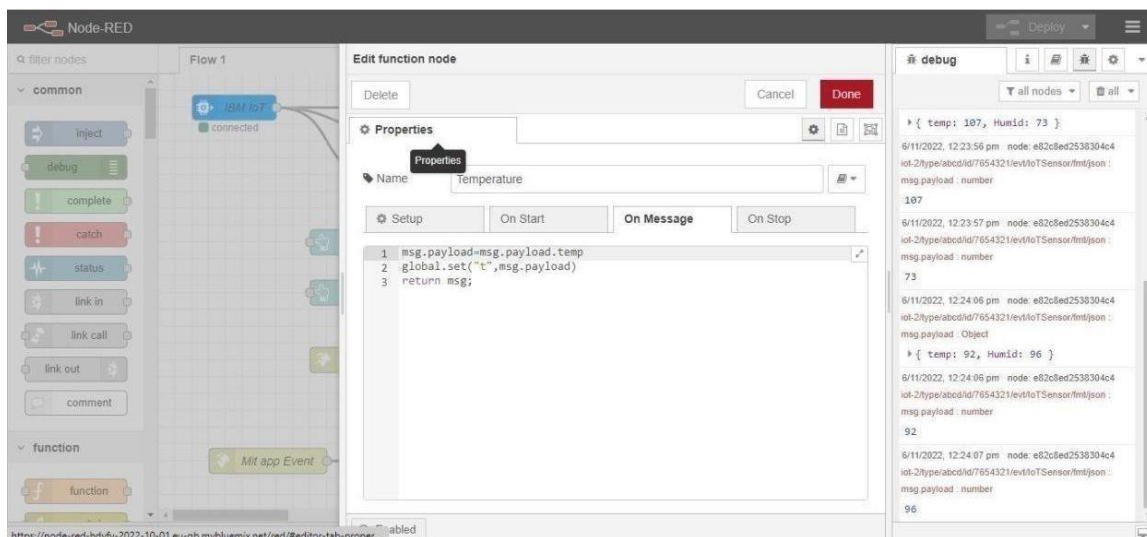 Node-RED
Deploy
filter nodes
common
inject
debug
complete
catch
status
link in
link call
link out
comment
function
function
Flow 1
IBM IoT
connected
Mit app Event
Edit function node
Delete
Cancel
Done
Properties
Properties
Name
Temperature
Setup
On Start
On Message
On Stop
1 msg.payload=msg.payload.temp
2 global.set("t",msg.payload)
3 return msg;
debug
i
all nodes
all
{ temp: 107, Humid: 73 }
6/11/2022, 12:23:56 pm node: e82c8ed2538304c4
iot-2/type/abcd/id/7654321/evt/IoTSensor/fmt/json :
msg.payload : number
107
6/11/2022, 12:23:57 pm node: e82c8ed2538304c4
iot-2/type/abcd/id/7654321/evt/IoTSensor/fmt/json :
msg.payload : number
73
6/11/2022, 12:24:06 pm node: e82c8ed2538304c4
iot-2/type/abcd/id/7654321/evt/IoTSensor/fmt/json :
msg.payload : Object
{ temp: 92, Humid: 96 }
6/11/2022, 12:24:06 pm node: e82c8ed2538304c4
iot-2/type/abcd/id/7654321/evt/IoTSensor/fmt/json :
msg.payload : number
92
6/11/2022, 12:24:07 pm node: e82c8ed2538304c4
iot-2/type/abcd/id/7654321/evt/IoTSensor/fmt/json :
msg.payload : number
96